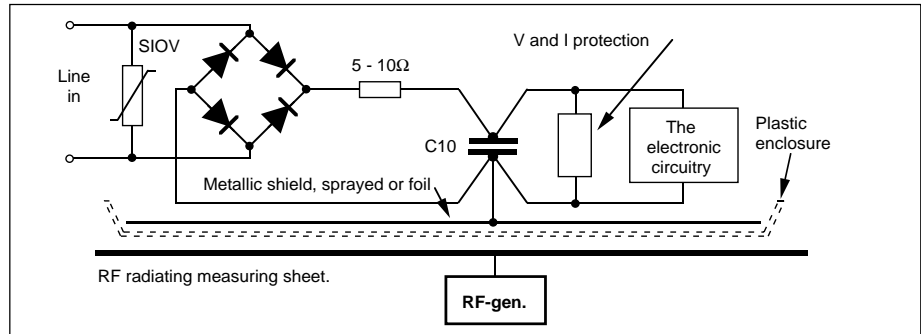 SIOV
Line
in
5 - 10Ω
V and I protection
C10
The
electronic
circuitry
Plastic
enclosure
Metallic shield, sprayed or foil
RF radiating measuring sheet.
RF-gen.